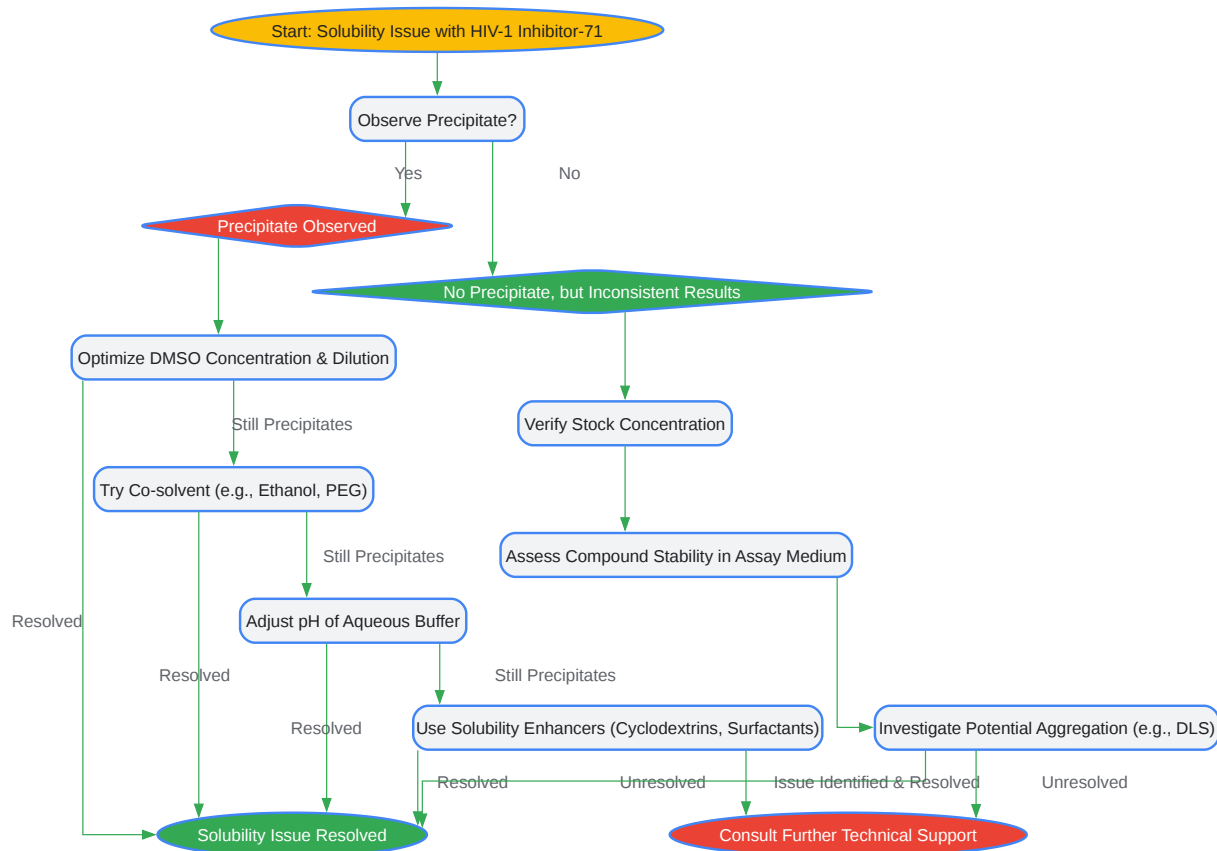 Start: Solubility Issue with HIV-1 Inhibitor-71
Observe Precipitate?
Yes
No
Precipitate Observed
No Precipitate, but Inconsistent Results
Optimize DMSO Concentration & Dilution
Verify Stock Concentration
Still Precipitates
Try Co-solvent (e.g., Ethanol, PEG)
Assess Compound Stability in Assay Medium
Still Precipitates
Resolved
Adjust pH of Aqueous Buffer
Resolved
Still Precipitates
Resolved
Use Solubility Enhancers (Cyclodextrins, Surfactants)
Investigate Potential Aggregation (e.g., DLS)
Resolved
Unresolved
Issue Identified & Resolved
Unresolved
Solubility Issue Resolved
Consult Further Technical Support